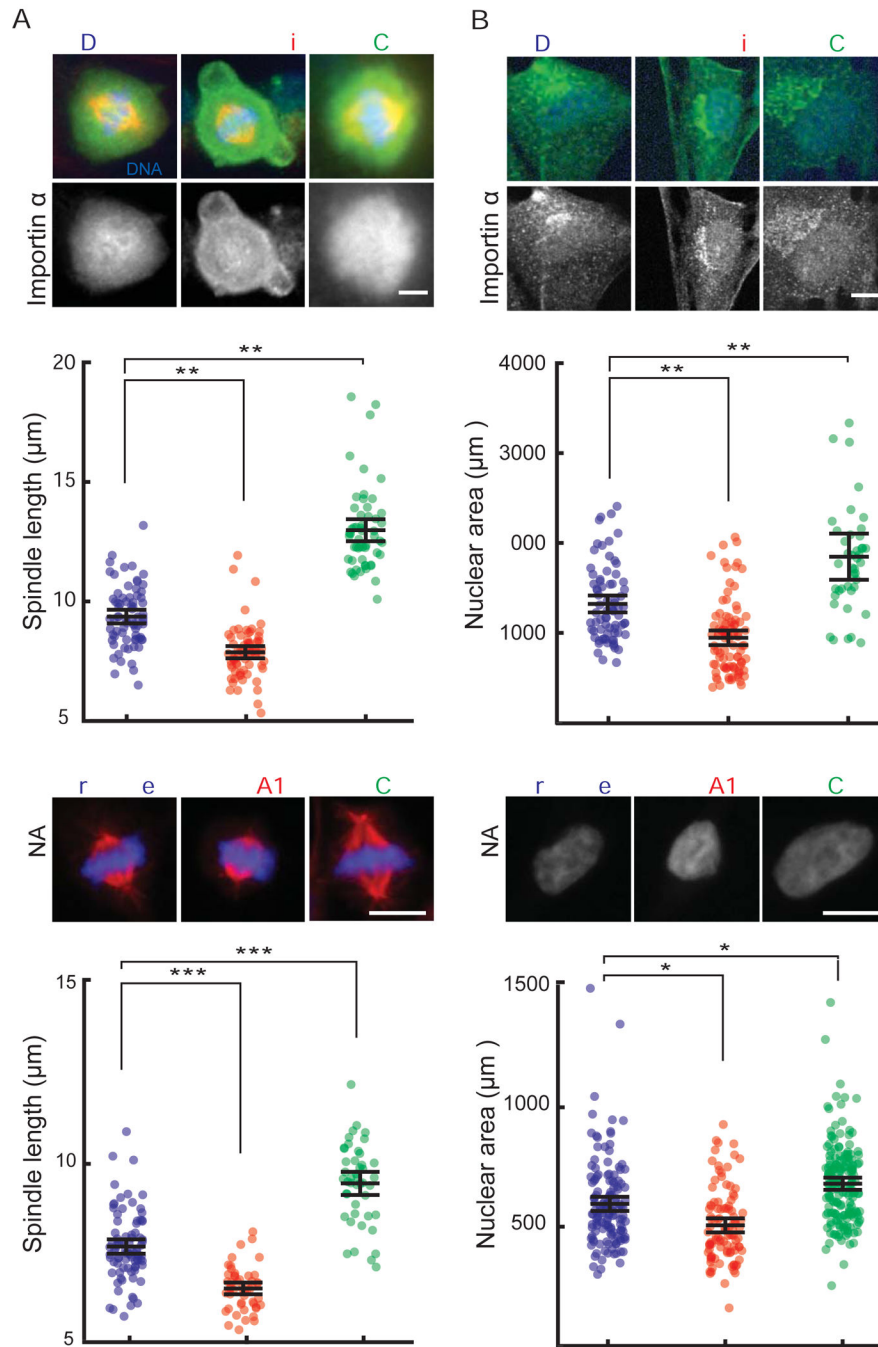 A
B
D i C
D i C
DNA
Importin α
Importin α
**
**
20
15
10
5
Spindle length (µm)
**
**
4000
3000
000
1000
Nuclear area (µm )
r e A1 C
r e A1 C
NA
NA
***
***
15
10
5
Spindle length (µm)
*
*
1500
1000
500
Nuclear area (µm )